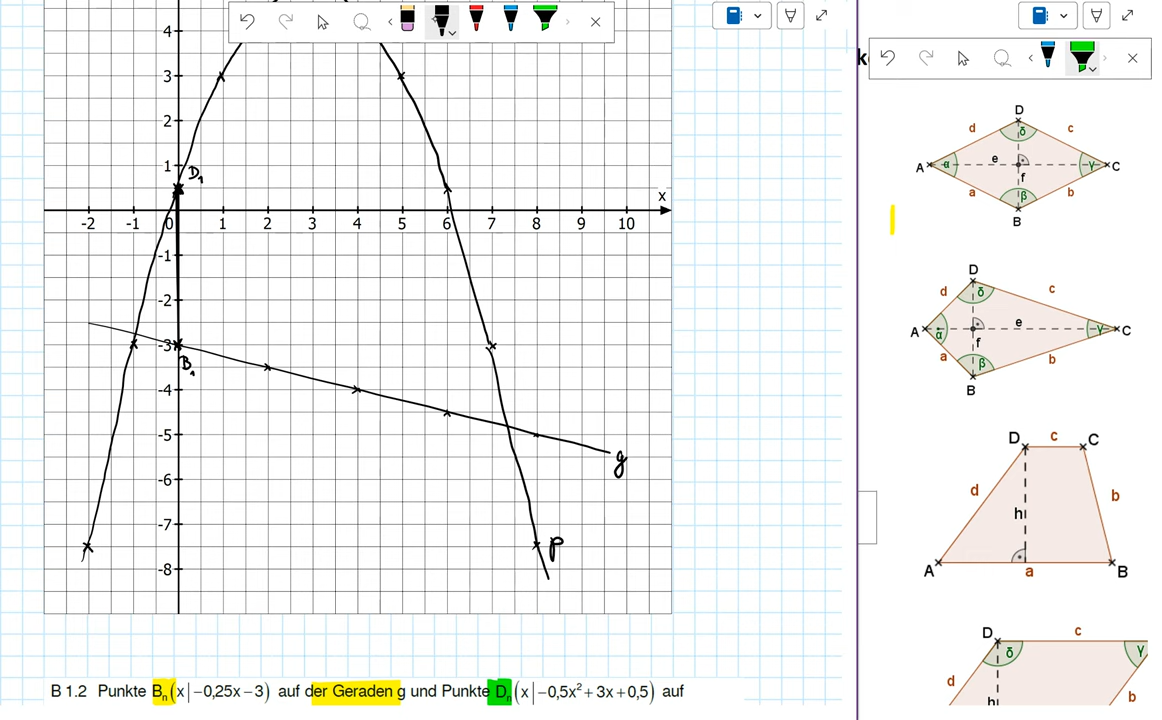 4
3
2
1
D₁
x
-2 -1 0 1 2 3 4 5 6 7 8 9 10
-1
-2
-3
B₁
-4
-5
g
-6
-7
p
-8
B 1.2 Punkte Bₙ(x|−0,25x−3) auf der Geraden g und Punkte Dₙ(x|−0,5x²+3x+0,5) auf
D
d δ c
A α e γ C
f
a β b
B
D
d δ c
A α e γ C
f
a β b
B
D c C
d b
h
A a B
D c
δ γ
d b
h